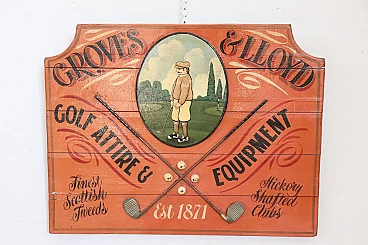 GROVES & LLOYD
GOLF ATTIRE & EQUIPMENT
Finest
Scottish
Tweeds
Est 1871
Hickory
Shafted
Clubs